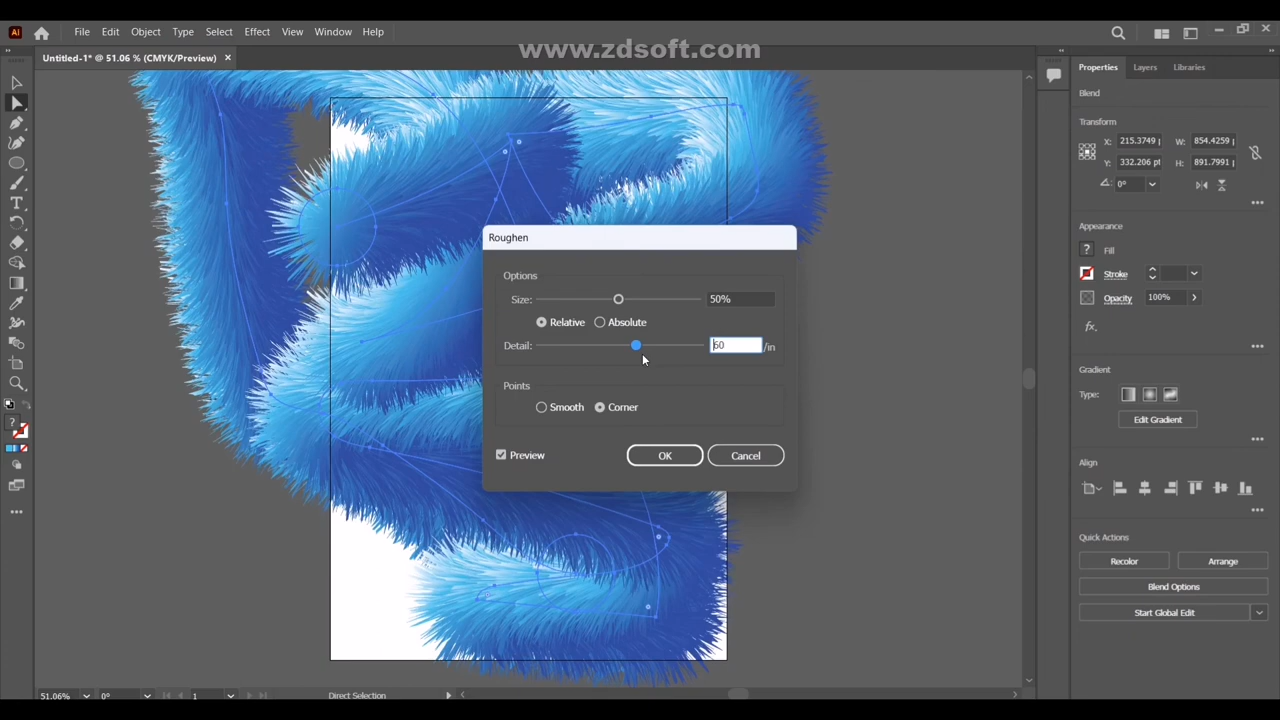 www.zdsoft.com
Ai
File Edit Object Type Select Effect View Window Help
Untitled-1* @ 51.06 % (CMYK/Preview) ×
Properties Layers Libraries
Blend
Transform
X: 215.3749 W: 854.4259
Y: 332.206 pt H: 891.7991
0°
Appearance
? Fill
Stroke
Opacity 100%
fx.
Gradient
Type:
Edit Gradient
Align
Quick Actions
Recolor Arrange
Blend Options
Start Global Edit
Roughen
Options
Size: 50%
Relative Absolute
Detail: 60 /in
Points
Smooth Corner
Preview OK Cancel
51.06% 0° 1 Direct Selection